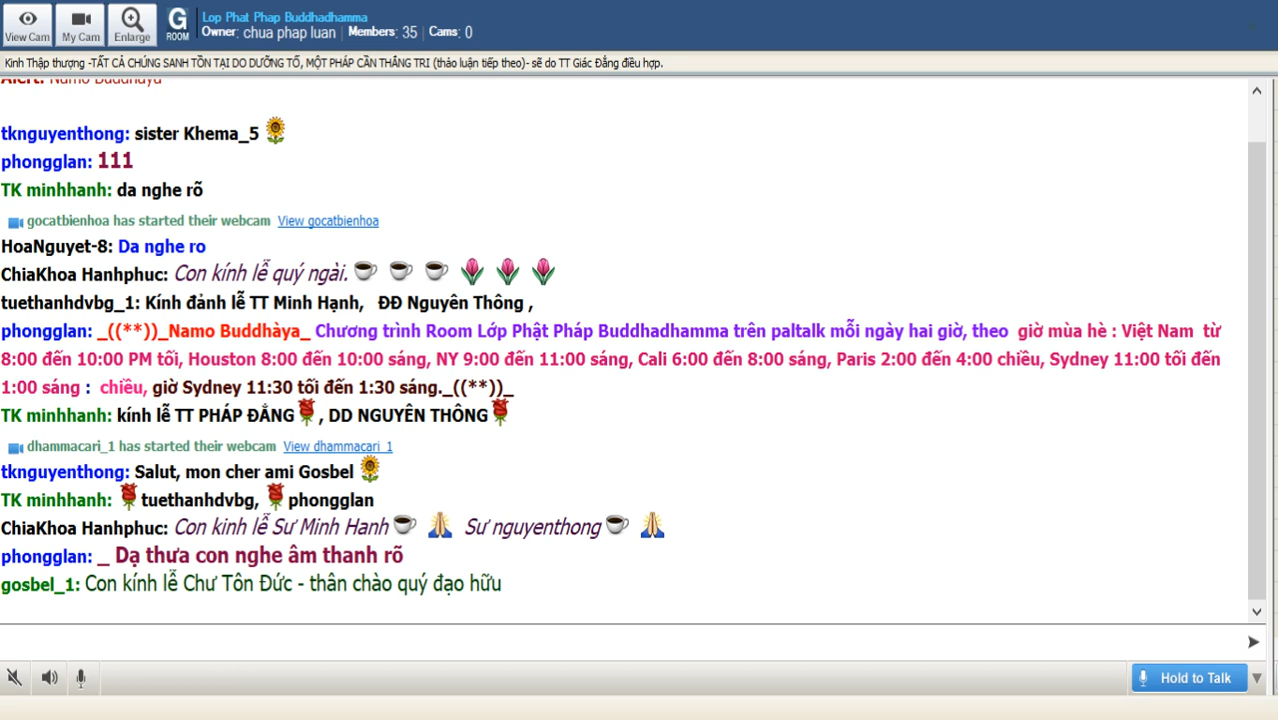 View Cam
My Cam
Enlarge
G
ROOM
Lop Phat Phap Buddhadhamma
Owner: chua phap luan | Members: 35 | Cams: 0
Kinh Thập thượng -TẤT CẢ CHÚNG SANH TỒN TẠI DO DƯỠNG TỐ, MỘT PHÁP CẦN THẮNG TRI (thảo luận tiếp theo)- sẽ do TT Giác Đẳng điều hợp.
Alert: Namo Buddhaya
tknguyenthong: sister Khema_5
phongglan: 111
TK minhhanh: da nghe rõ
gocatbienhoa has started their webcam View gocatbienhoa
HoaNguyet-8: Da nghe ro
ChiaKhoa Hanhphuc: Con kính lễ quý ngài.
tuethanhdvbg_1: Kính đảnh lễ TT Minh Hạnh, ĐĐ Nguyên Thông ,
phongglan: _((**))_Namo Buddhàya_ Chương trình Room Lớp Phật Pháp Buddhadhamma trên paltalk mỗi ngày hai giờ, theo giờ mùa hè : Việt Nam từ
8:00 đến 10:00 PM tối, Houston 8:00 đến 10:00 sáng, NY 9:00 đến 11:00 sáng, Cali 6:00 đến 8:00 sáng, Paris 2:00 đến 4:00 chiều, Sydney 11:00 tối đến
1:00 sáng : chiều, giờ Sydney 11:30 tối đến 1:30 sáng._((**))_
TK minhhanh: kính lễ TT PHÁP ĐẲNG , DD NGUYÊN THÔNG
dhammacari_1 has started their webcam View dhammacari_1
tknguyenthong: Salut, mon cher ami Gosbel
TK minhhanh: tuethanhdvbg, phongglan
ChiaKhoa Hanhphuc: Con kinh lễ Sư Minh Hanh Sư nguyenthong
phongglan: _ Dạ thưa con nghe âm thanh rõ
gosbel_1: Con kính lễ Chư Tôn Đức - thân chào quý đạo hữu
Hold to Talk